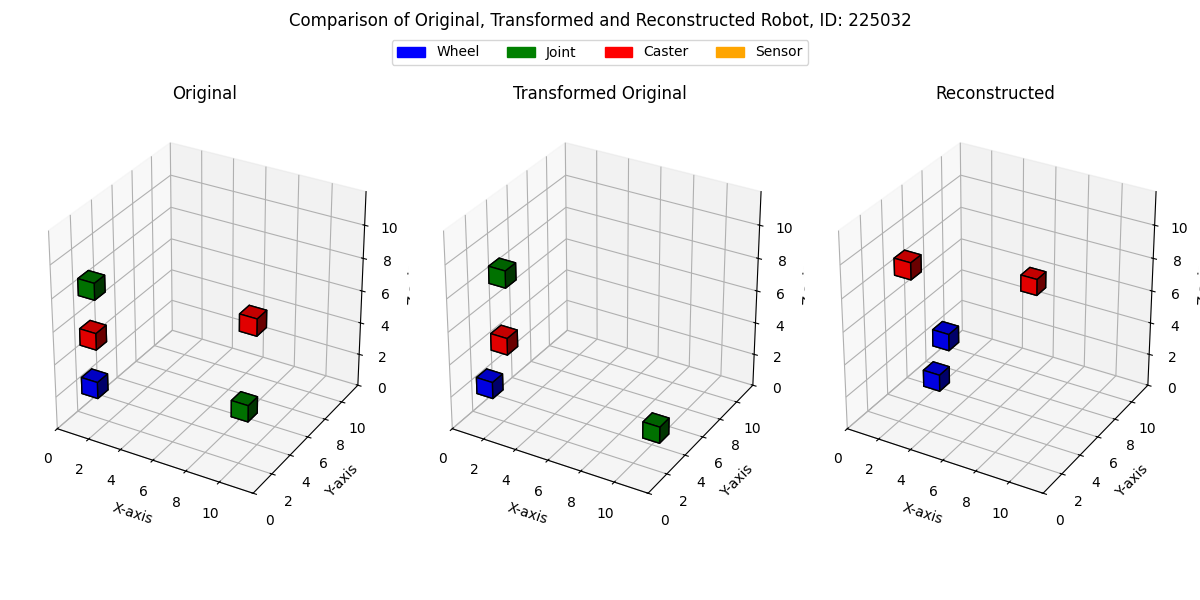 Comparison of Original, Transformed and Reconstructed Robot, ID: 225032
Wheel Joint Caster Sensor
Original
Transformed Original
Reconstructed
0 2 4 6 8 10
X-axis
0 2 4 6 8 10
Y-axis
0 2 4 6 8 10
0 2 4 6 8 10
X-axis
0 2 4 6 8 10
Y-axis
0 2 4 6 8 10
0 2 4 6 8 10
X-axis
0 2 4 6 8 10
Y-axis
0 2 4 6 8 10